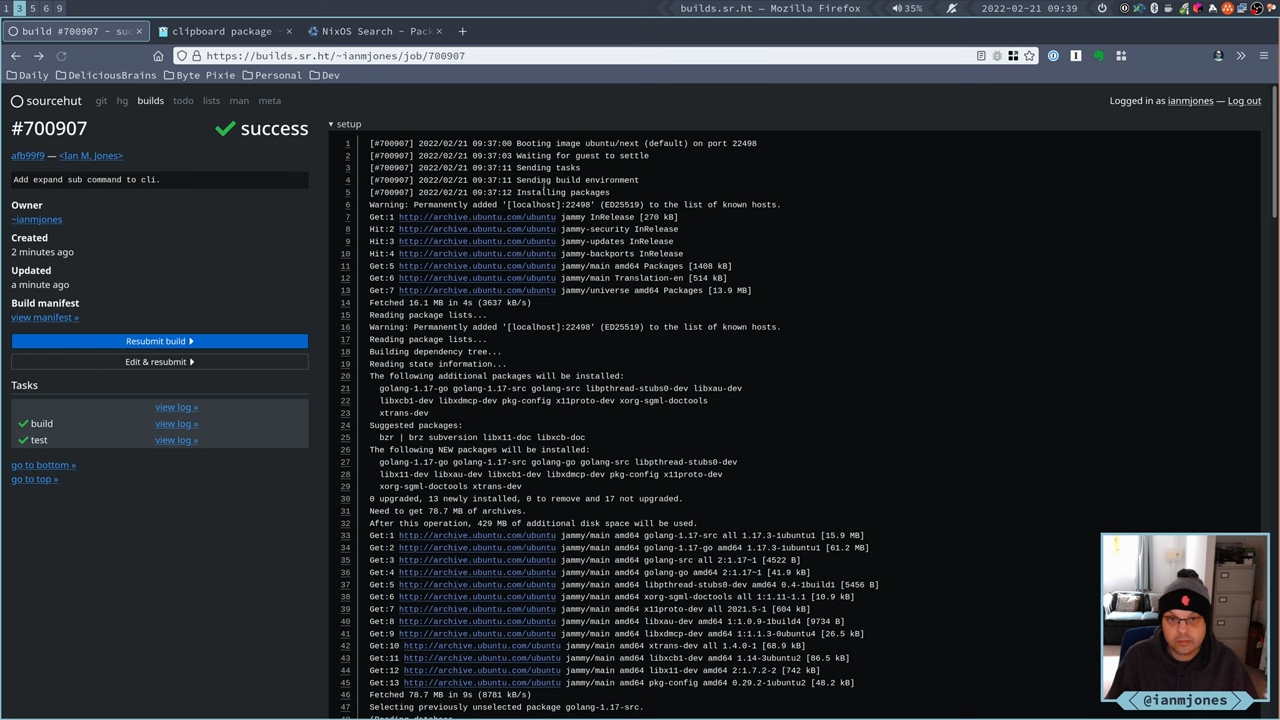 1 3 5 6 9
builds.sr.ht — Mozilla Firefox
35%
2022-02-21 09:39
build #700907 - suc
clipboard package -
NixOS Search - Pack
https://builds.sr.ht/~ianmjones/job/700907
Daily DeliciousBrains Byte Pixie Personal Dev
sourcehut git hg builds todo lists man meta
Logged in as ianmjones — Log out
#700907 success
afb99f9 — <Ian M. Jones>
Add expand sub command to cli.
Owner
~ianmjones
Created
2 minutes ago
Updated
a minute ago
Build manifest
view manifest »
Resubmit build
Edit & resubmit
Tasks
view log »
build view log »
test view log »
go to bottom »
go to top »
setup
1 [#700907] 2022/02/21 09:37:00 Booting image ubuntu/next (default) on port 22498
2 [#700907] 2022/02/21 09:37:03 Waiting for guest to settle
3 [#700907] 2022/02/21 09:37:11 Sending tasks
4 [#700907] 2022/02/21 09:37:11 Sending build environment
5 [#700907] 2022/02/21 09:37:12 Installing packages
6 Warning: Permanently added '[localhost]:22498' (ED25519) to the list of known hosts.
7 Get:1 http://archive.ubuntu.com/ubuntu jammy InRelease [270 kB]
8 Hit:2 http://archive.ubuntu.com/ubuntu jammy-security InRelease
9 Hit:3 http://archive.ubuntu.com/ubuntu jammy-updates InRelease
10 Hit:4 http://archive.ubuntu.com/ubuntu jammy-backports InRelease
11 Get:5 http://archive.ubuntu.com/ubuntu jammy/main amd64 Packages [1408 kB]
12 Get:6 http://archive.ubuntu.com/ubuntu jammy/main Translation-en [514 kB]
13 Get:7 http://archive.ubuntu.com/ubuntu jammy/universe amd64 Packages [13.9 MB]
14 Fetched 16.1 MB in 4s (3637 kB/s)
15 Reading package lists...
16 Warning: Permanently added '[localhost]:22498' (ED25519) to the list of known hosts.
17 Reading package lists...
18 Building dependency tree...
19 Reading state information...
20 The following additional packages will be installed:
21 golang-1.17-go golang-1.17-src golang-src libpthread-stubs0-dev libxau-dev
22 libxcb1-dev libxdmcp-dev pkg-config x11proto-dev xorg-sgml-doctools
23 xtrans-dev
24 Suggested packages:
25 bzr | brz subversion libx11-doc libxcb-doc
26 The following NEW packages will be installed:
27 golang-1.17-go golang-1.17-src golang-go golang-src libpthread-stubs0-dev
28 libx11-dev libxau-dev libxcb1-dev libxdmcp-dev pkg-config x11proto-dev
29 xorg-sgml-doctools xtrans-dev
30 0 upgraded, 13 newly installed, 0 to remove and 17 not upgraded.
31 Need to get 78.7 MB of archives.
32 After this operation, 429 MB of additional disk space will be used.
33 Get:1 http://archive.ubuntu.com/ubuntu jammy/main amd64 golang-1.17-src all 1.17.3-1ubuntu1 [15.9 MB]
34 Get:2 http://archive.ubuntu.com/ubuntu jammy/main amd64 golang-1.17-go amd64 1.17.3-1ubuntu1 [61.2 MB]
35 Get:3 http://archive.ubuntu.com/ubuntu jammy/main amd64 golang-src all 2:1.17~1 [4522 B]
36 Get:4 http://archive.ubuntu.com/ubuntu jammy/main amd64 golang-go amd64 2:1.17~1 [41.9 kB]
37 Get:5 http://archive.ubuntu.com/ubuntu jammy/main amd64 libpthread-stubs0-dev amd64 0.4-1build1 [5456 B]
38 Get:6 http://archive.ubuntu.com/ubuntu jammy/main amd64 xorg-sgml-doctools all 1:1.11-1.1 [10.9 kB]
39 Get:7 http://archive.ubuntu.com/ubuntu jammy/main amd64 x11proto-dev all 2021.5-1 [604 kB]
40 Get:8 http://archive.ubuntu.com/ubuntu jammy/main amd64 libxau-dev amd64 1:1.0.9-1build4 [9734 B]
41 Get:9 http://archive.ubuntu.com/ubuntu jammy/main amd64 libxdmcp-dev amd64 1:1.1.3-0ubuntu4 [26.5 kB]
42 Get:10 http://archive.ubuntu.com/ubuntu jammy/main amd64 xtrans-dev all 1.4.0-1 [68.9 kB]
43 Get:11 http://archive.ubuntu.com/ubuntu jammy/main amd64 libxcb1-dev amd64 1.14-3ubuntu2 [86.5 kB]
44 Get:12 http://archive.ubuntu.com/ubuntu jammy/main amd64 libx11-dev amd64 2:1.7.2-2 [742 kB]
45 Get:13 http://archive.ubuntu.com/ubuntu jammy/main amd64 pkg-config amd64 0.29.2-1ubuntu2 [48.2 kB]
46 Fetched 78.7 MB in 9s (8781 kB/s)
47 Selecting previously unselected package golang-1.17-src.
@ianmjones